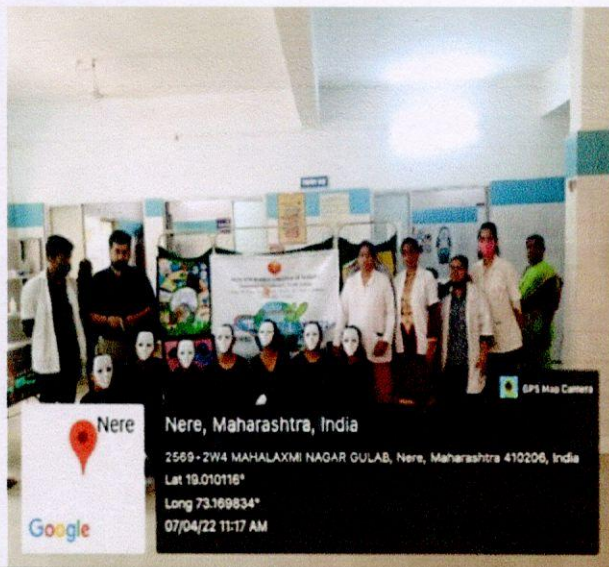 GPS Map Camera
Nere
Google
Nere, Maharashtra, India
2569+2W4 MAHALAXMI NAGAR GULAB, Nere, Maharashtra 410206, India
Lat 19.010116°
Long 73.169834°
07/04/22 11:17 AM